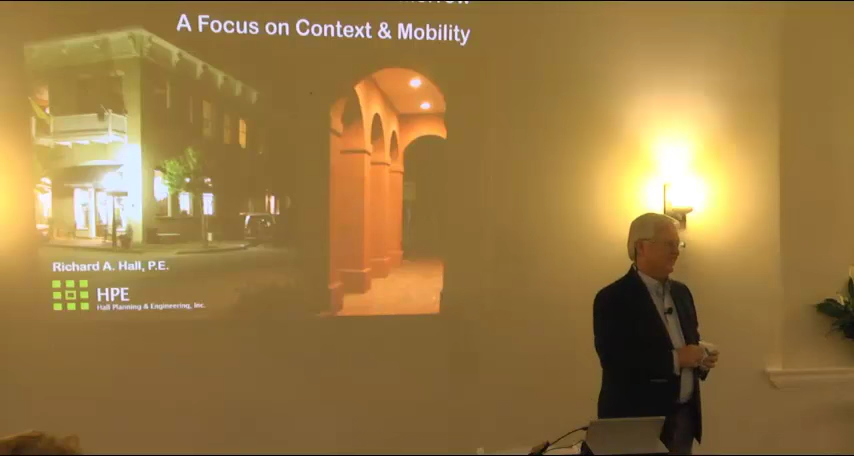 A Focus on Context & Mobility
Richard A. Hall, P.E.
HPE
Hall Planning & Engineering, Inc.